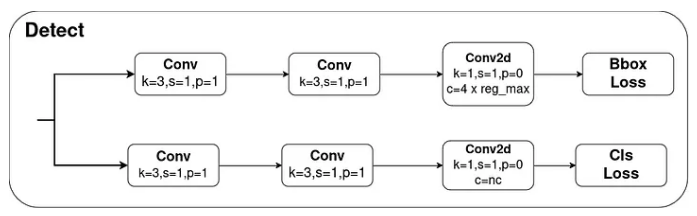 Detect
Conv
k=3,s=1,p=1
Conv
k=3,s=1,p=1
Conv2d
k=1,s=1,p=0
c=4 x reg_max
Bbox
Loss
Conv
k=3,s=1,p=1
Conv
k=3,s=1,p=1
Conv2d
k=1,s=1,p=0
c=nc
Cls
Loss